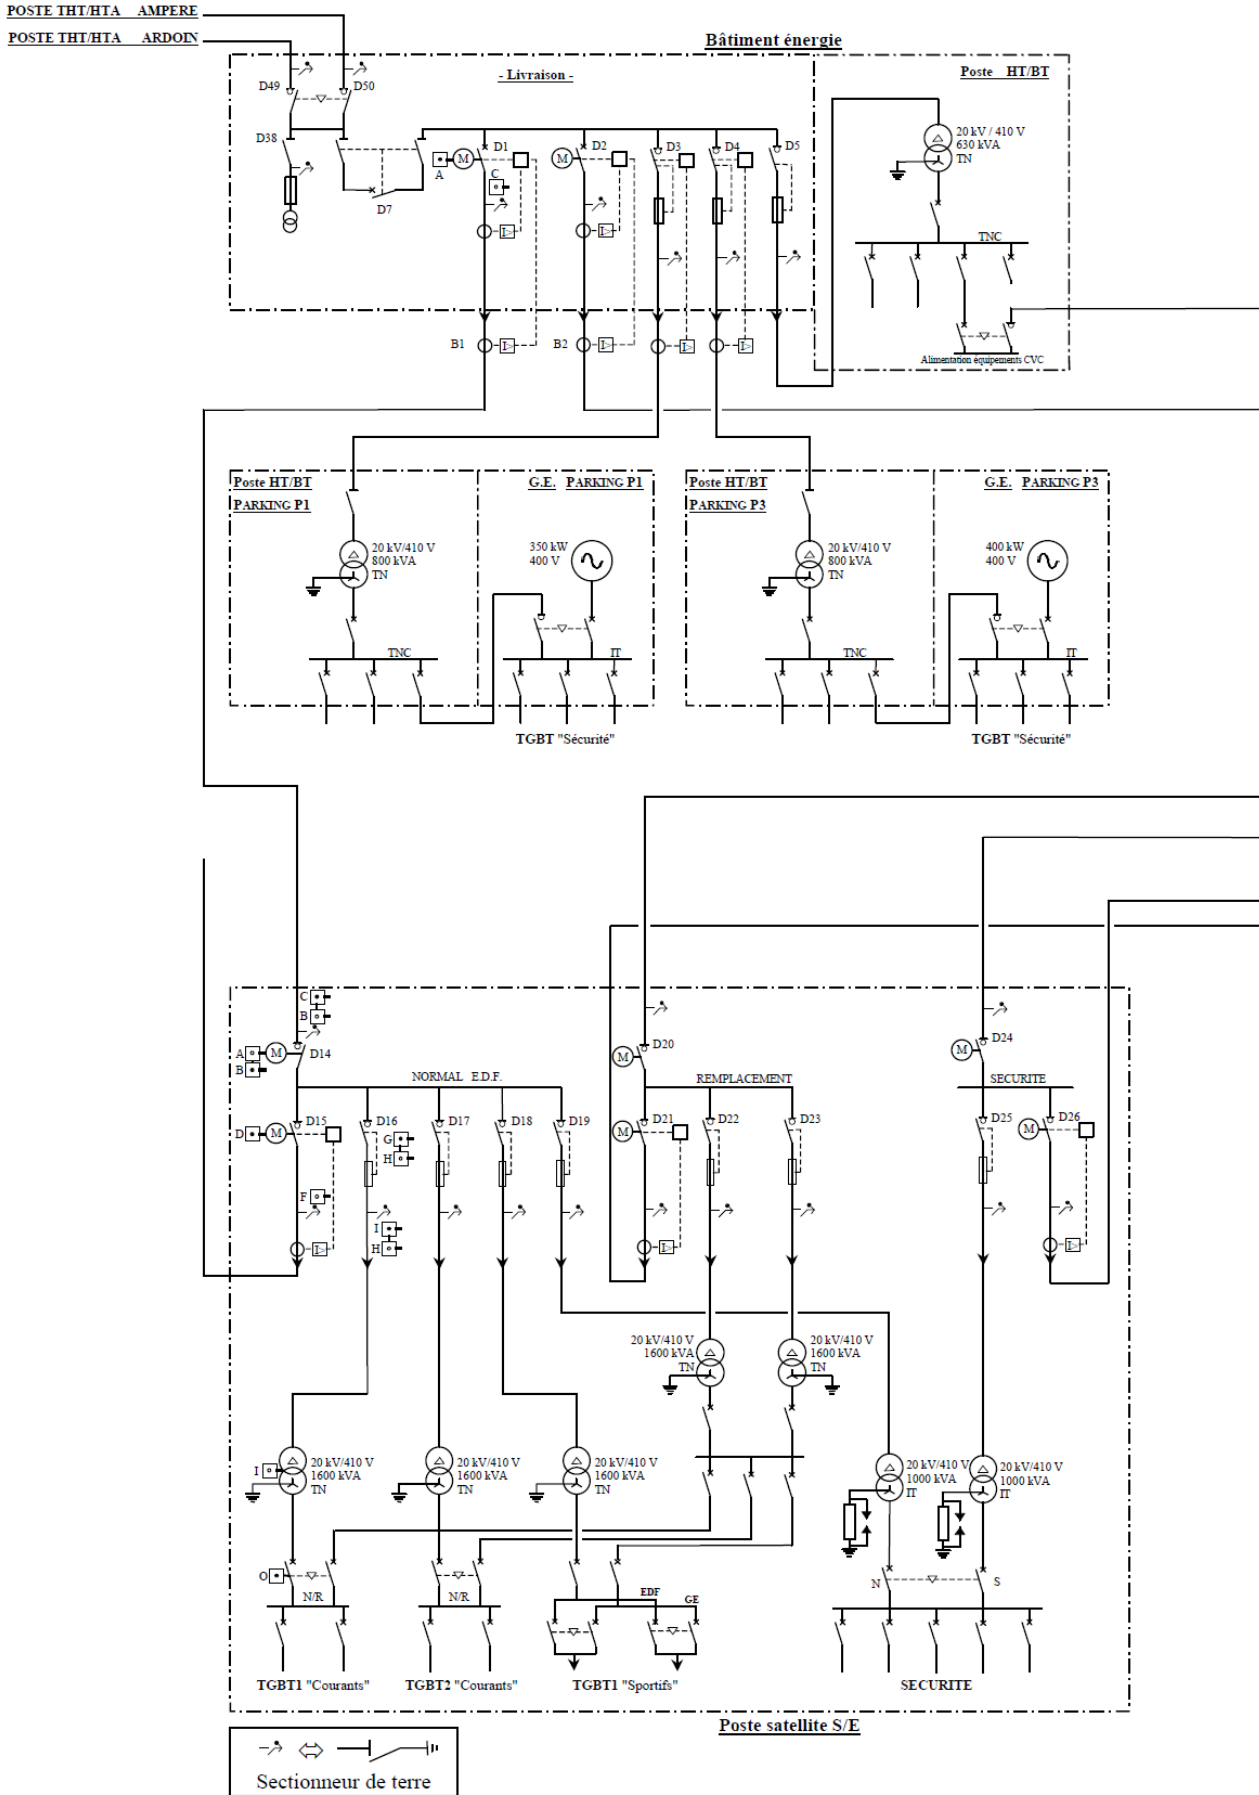 POSTE THT/HTA AMPERE
POSTE THT/HTA ARDOIN
Bâtiment énergie
- Livraison -
Poste HT/BT
D49
D50
D38
D7
A
M
D1
C
M
D2
D3
D4
D5
I>
I>
20 kV / 410 V
630 kVA
TN
TNC
B1
I>
B2
I>
I>
I>
Alimentation équipements CVC
Poste HT/BT
PARKING P1
G.E. PARKING P1
20 kV/410 V
800 kVA
TN
350 kW
400 V
TNC
IT
TGBT "Sécurité"
Poste HT/BT
PARKING P3
G.E. PARKING P3
20 kV/410 V
800 kVA
TN
400 kW
400 V
TNC
IT
TGBT "Sécurité"
C
B
A
M
D14
B
M
D20
M
D24
NORMAL E.D.F.
REMPLACEMENT
SECURITE
D
M
D15
D16
G
H
D17
D18
D19
M
D21
D22
D23
D25
M
D26
F
I
H
I>
I>
I>
20 kV/410 V
1600 kVA
TN
20 kV/410 V
1600 kVA
TN
I
20 kV/410 V
1600 kVA
TN
20 kV/410 V
1600 kVA
TN
20 kV/410 V
1600 kVA
TN
20 kV/410 V
1000 kVA
IT
20 kV/410 V
1000 kVA
IT
O
N/R
N/R
EDF
GE
N
S
TGBT1 "Courants"
TGBT2 "Courants"
TGBT1 "Sportifs"
SECURITE
Poste satellite S/E
Sectionneur de terre